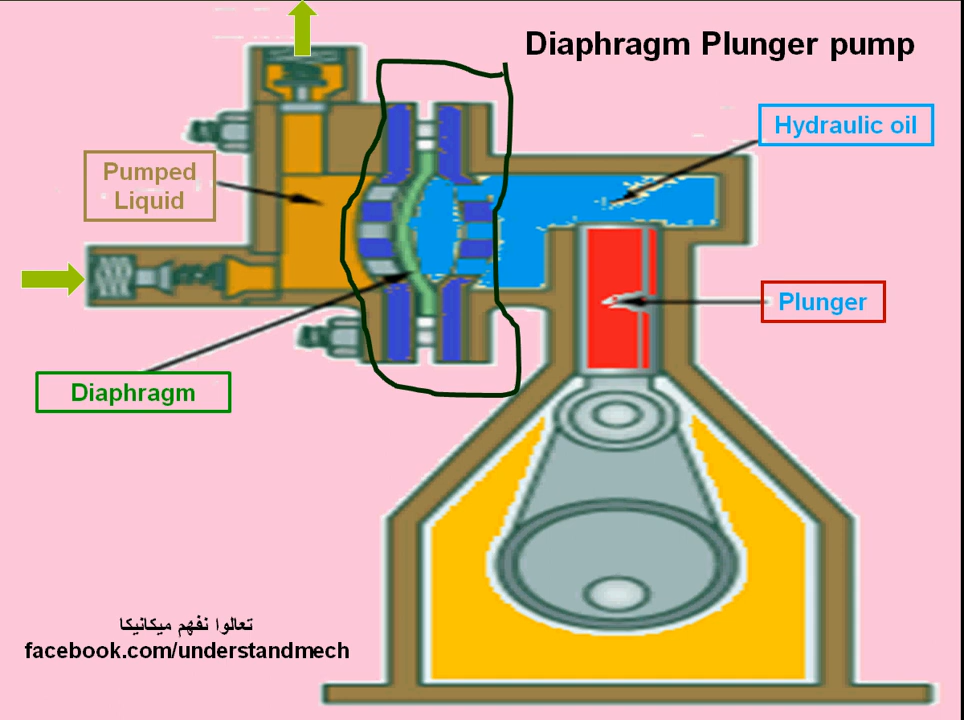 Diaphragm Plunger pump
Hydraulic oil
Pumped
Liquid
Plunger
Diaphragm
تعالوا نفهم ميكانيكا
facebook.com/understandmech